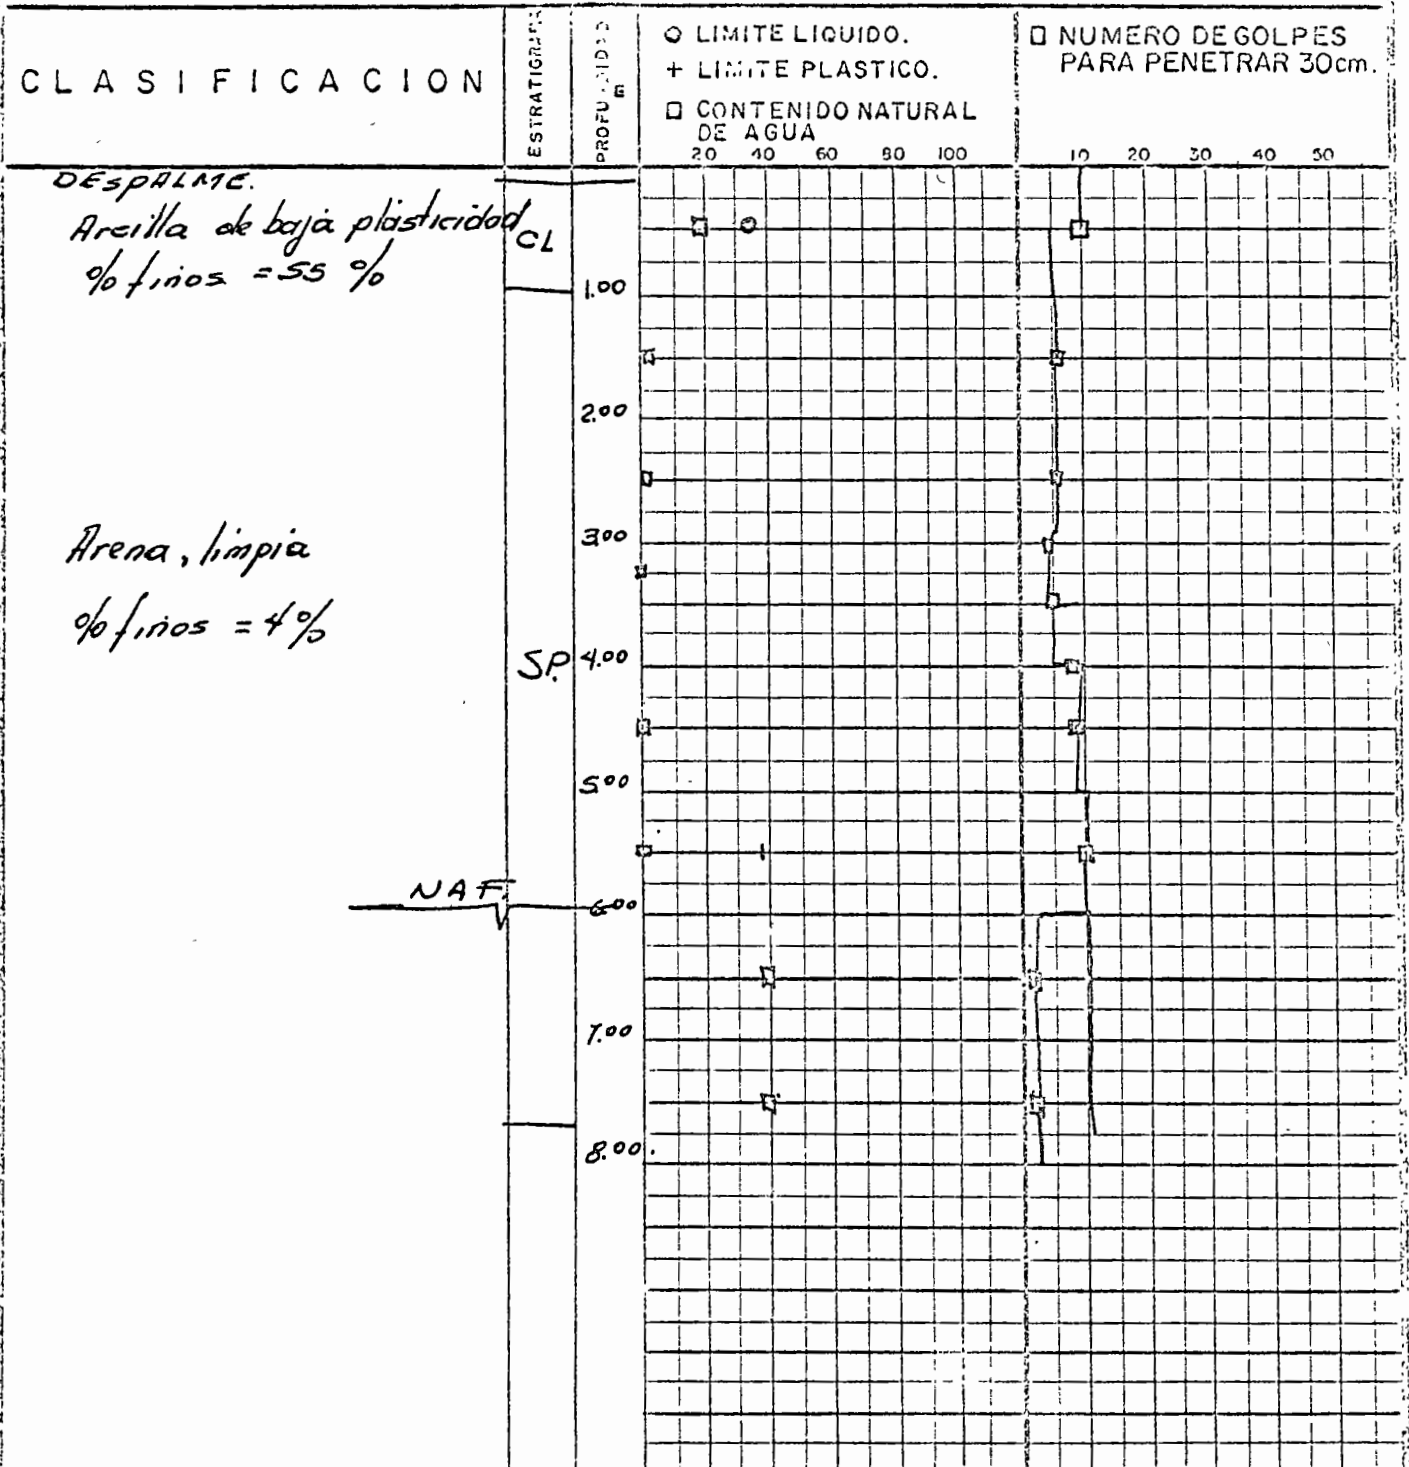 CLASIFICACION
ESTRATIGRAFIA
PROFUNDIDAD m
○ LIMITE LIQUIDO.
+ LIMITE PLASTICO.
□ CONTENIDO NATURAL
DE AGUA
20 40 60 80 100
□ NUMERO DE GOLPES
PARA PENETRAR 30cm.
10 20 30 40 50
DESPALME.
Arcilla de baja plasticidad
% finos = 55 %
CL
1.00
2.00
3.00
Arena, limpia
% finos = 4%
SP.
4.00
5.00
NAF.
6.00
7.00
8.00.